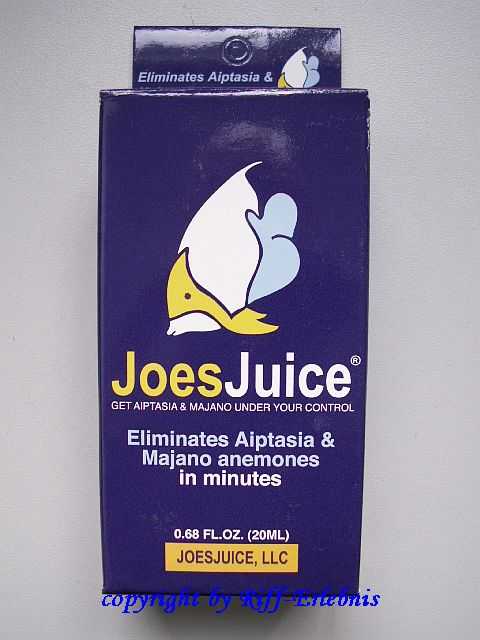 Eliminates Aiptasia &
JoesJuice®
GET AIPTASIA & MAJANO UNDER YOUR CONTROL
Eliminates Aiptasia &
Majano anemones
in minutes
0.68 FL.OZ. (20ML)
JOESJUICE, LLC
copyright by Riff-Erlebnis